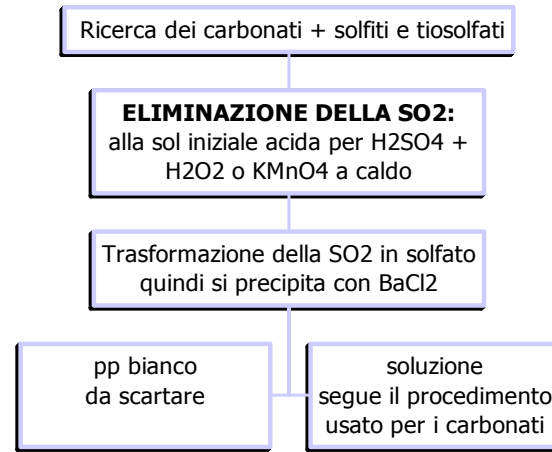 Ricerca dei carbonati + solfiti e tiosolfati
ELIMINAZIONE DELLA SO2:
alla sol iniziale acida per H2SO4 +
H2O2 o KMnO4 a caldo
Trasformazione della SO2 in solfato
quindi si precipita con BaCl2
pp bianco
da scartare
soluzione
segue il procedimento
usato per i carbonati